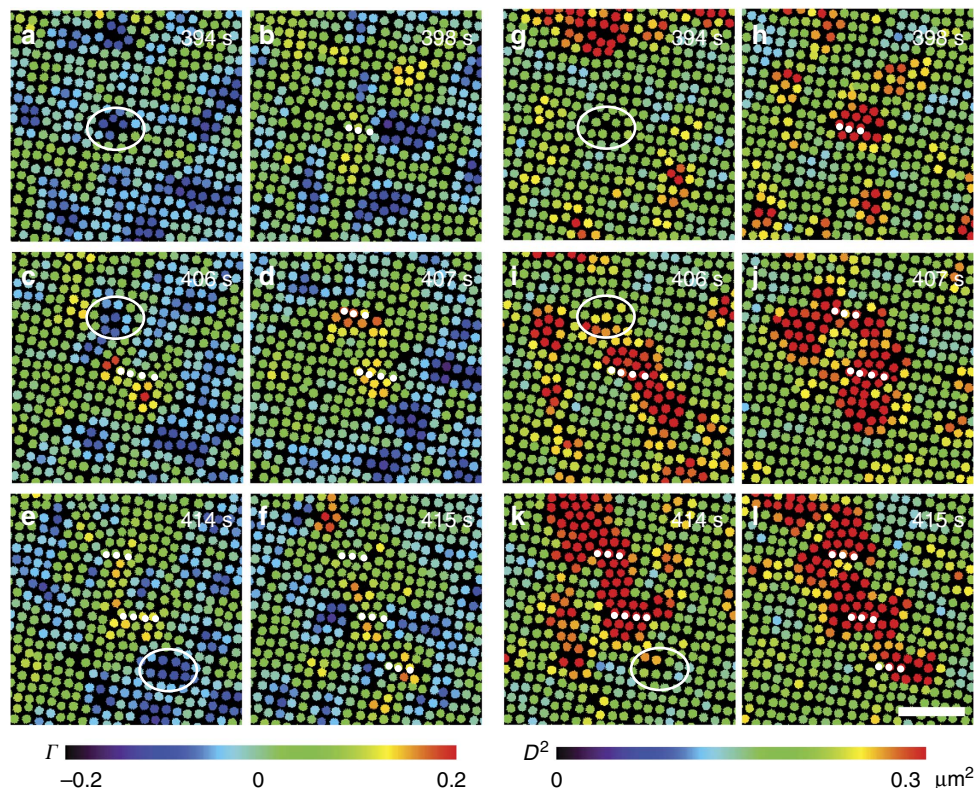 a 394 s b 398 s g 394 s h 398 s
c 406 s d 407 s i 406 s j 407 s
e 414 s f 415 s k 414 s l 415 s
Γ −0.2 0 0.2
D² 0 0.3 μm²